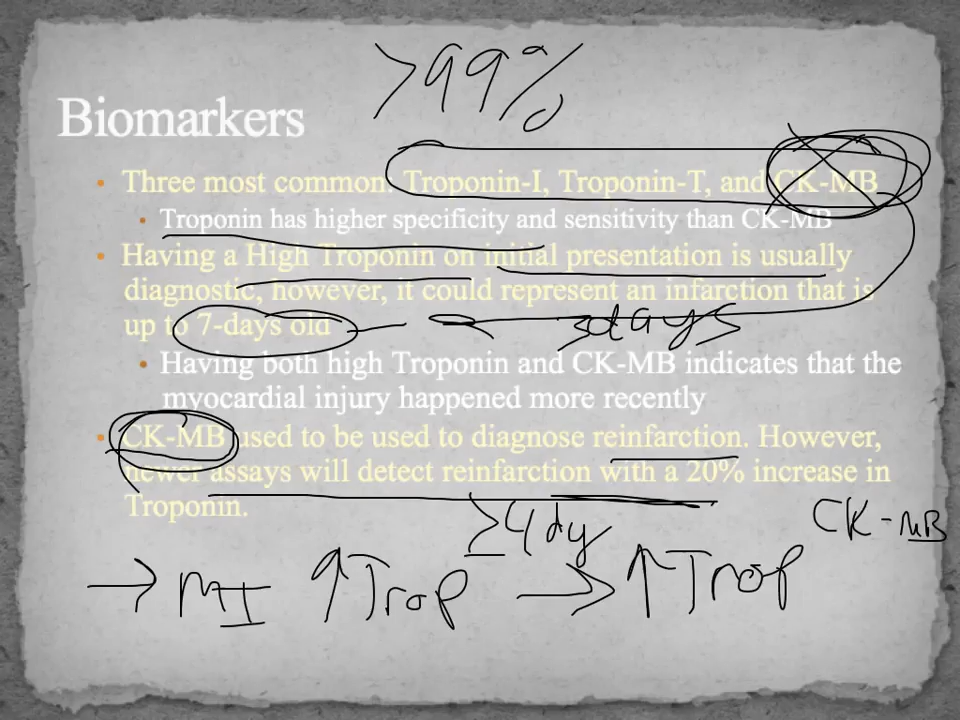 >99%
Biomarkers
• Three most common: Troponin-I, Troponin-T, and CK-MB
• Troponin has higher specificity and sensitivity than CK-MB
• Having a High Troponin on initial presentation is usually
diagnostic, however, it could represent an infarction that is
up to 7-days old
3days
• Having both high Troponin and CK-MB indicates that the
myocardial injury happened more recently
• CK-MB used to be used to diagnose reinfarction. However,
newer assays will detect reinfarction with a 20% increase in
Troponin.
≥4 dy
CK-MB
→ MI ↑Trop → ↑Trop